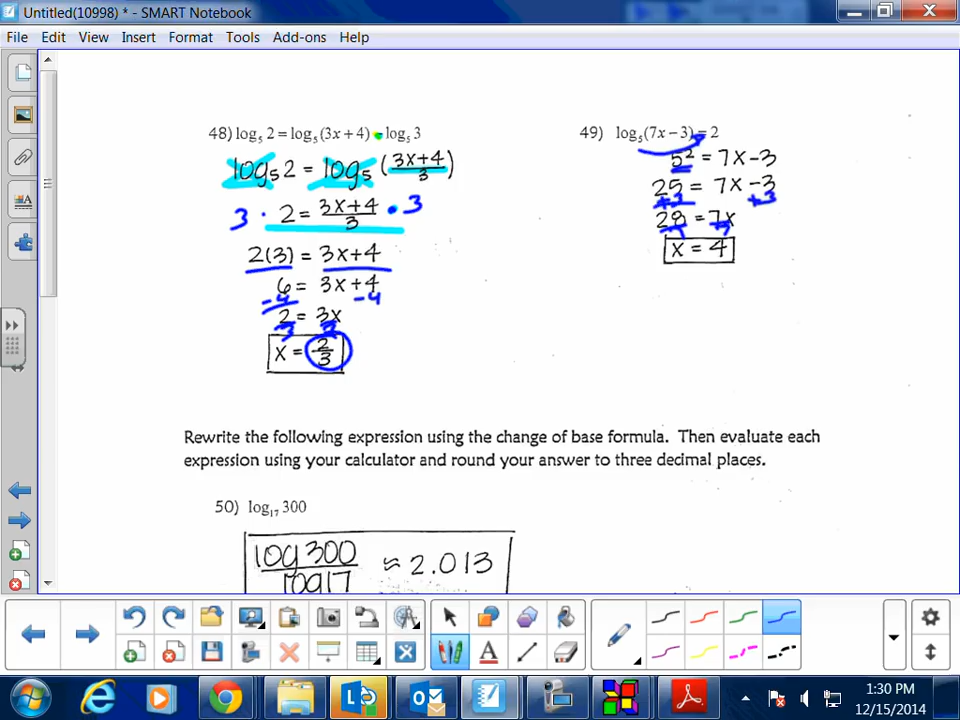 Untitled(10998) * - SMART Notebook
File Edit View Insert Format Tools Add-ons Help
48) log₅ 2 = log₅ (3x + 4) - log₅ 3
log₅ 2 = log₅ (3x+4/3)
3 · 2 = 3x+4/3 · 3
2(3) = 3x+4
6 = 3x+4
-4 -4
2 = 3x
3 3
x = 2/3
49) log₅(7x − 3) = 2
5² = 7x-3
25 = 7x -3
+3 +3
28 = 7x
7 7
x = 4
Rewrite the following expression using the change of base formula. Then evaluate each
expression using your calculator and round your answer to three decimal places.
50) log₁₇ 300
log 300
log 17
≈ 2.013
A
1:30 PM
12/15/2014